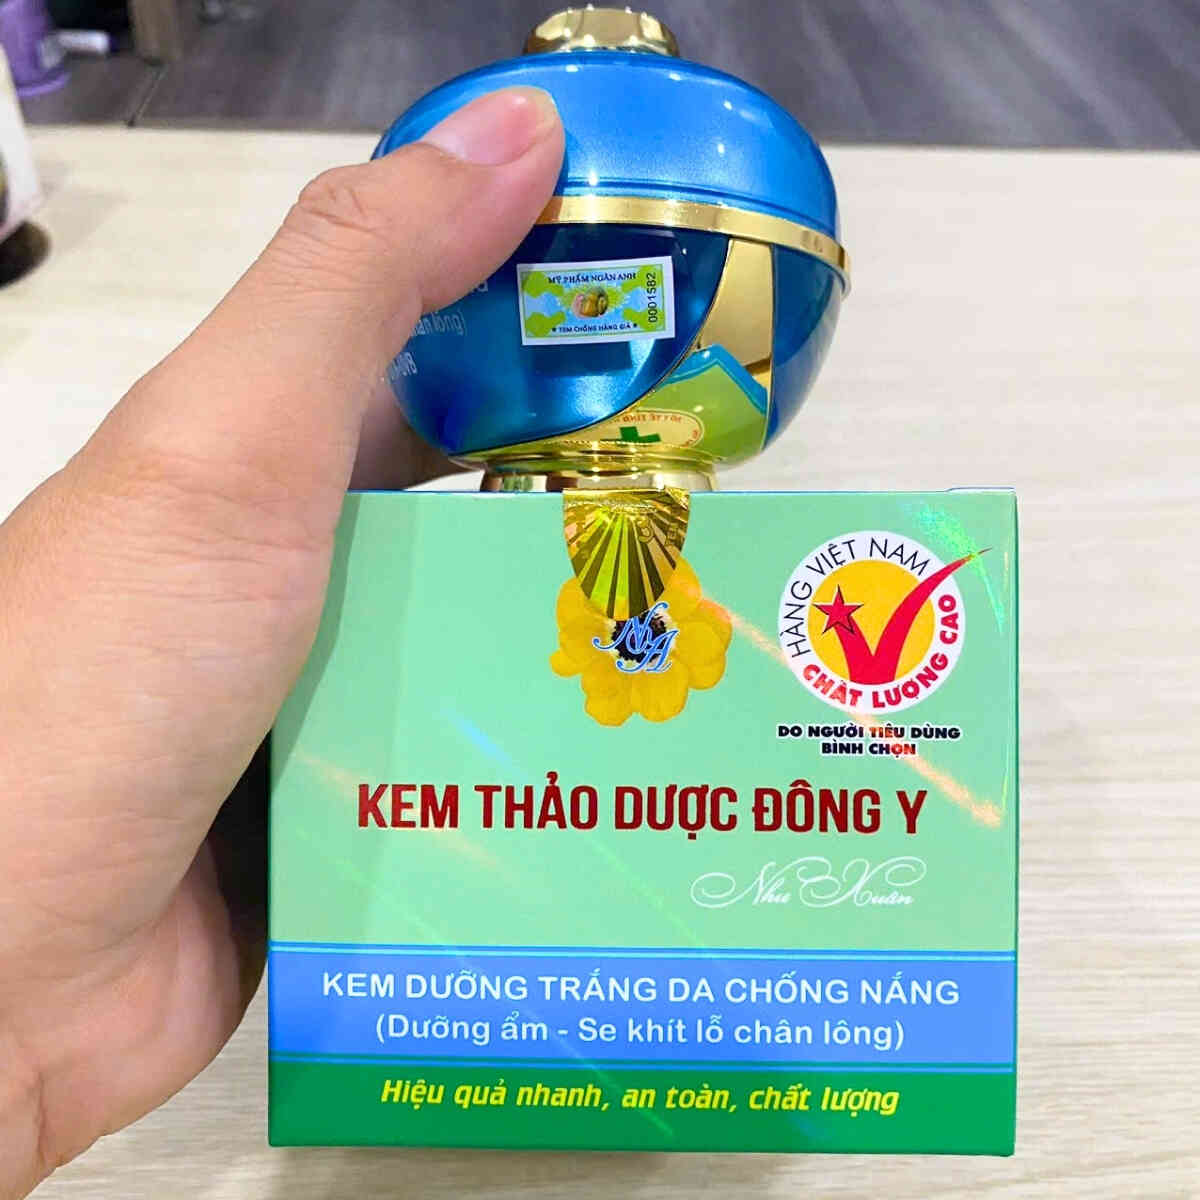 MỸ PHẨM NGÂN ANH
0001582
★ TEM CHỐNG HÀNG GIẢ ★
NA
HÀNG VIỆT NAM
CHẤT LƯỢNG CAO
DO NGƯỜI TIÊU DÙNG
BÌNH CHỌN
KEM THẢO DƯỢC ĐÔNG Y
Như Xuân
KEM DƯỠNG TRẮNG DA CHỐNG NẮNG
(Dưỡng ẩm - Se khít lỗ chân lông)
Hiệu quả nhanh, an toàn, chất lượng